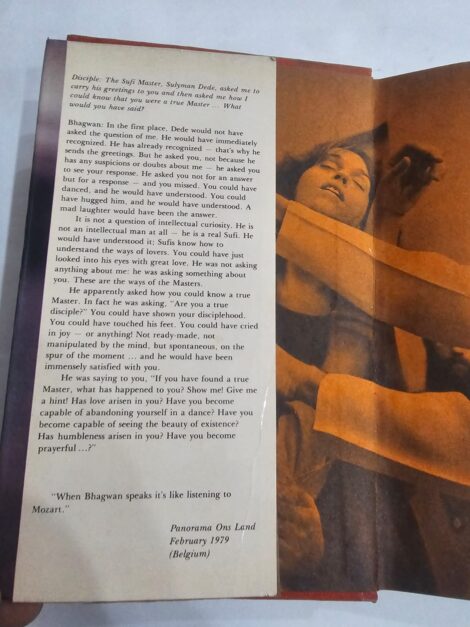 Disciple: The Sufi Master, Sulyman Dede, asked me to
carry his greetings to you and then asked me how I
could know that you were a true Master ... What
would you have said?
Bhagwan: In the first place, Dede would not have
asked the question of me. He would have immediately
recognized. He has already recognized — that's why he
sends the greetings. But he asked you, not because he
has any suspicions or doubts about me — he asked you
to see your response. He asked you not for an answer
but for a response — and you missed. You could have
danced, and he would have understood. You could
have hugged him, and he would have understood. A
mad laughter would have been the answer.
It is not a question of intellectual curiosity. He is
not an intellectual man at all — he is a real Sufi. He
would have understood it; Sufis know how to
understand the ways of lovers. You could have just
looked into his eyes with great love. He was not asking
anything about me: he was asking something about
you. These are the ways of the Masters.
He apparently asked how you could know a true
Master. In fact he was asking, "Are you a true
disciple?" You could have shown your disciplehood.
You could have touched his feet. You could have cried
in joy — or anything! Not ready-made, not
manipulated by the mind, but spontaneous, on the
spur of the moment ... and he would have been
immensely satisfied with you.
He was saying to you, "If you have found a true
Master, what has happened to you? Show me! Give me
a hint! Has love arisen in you? Have you become
capable of abandoning yourself in a dance? Have you
become capable of seeing the beauty of existence?
Has humbleness arisen in you? Have you become
prayerful ...?"
"When Bhagwan speaks it's like listening to
Mozart."
Panorama Ons Land
February 1979
(Belgium)